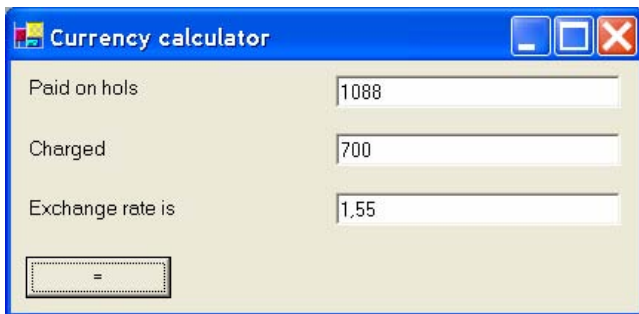 Currency calculator
Paid on hols 1088
Charged 700
Exchange rate is 1,55
=